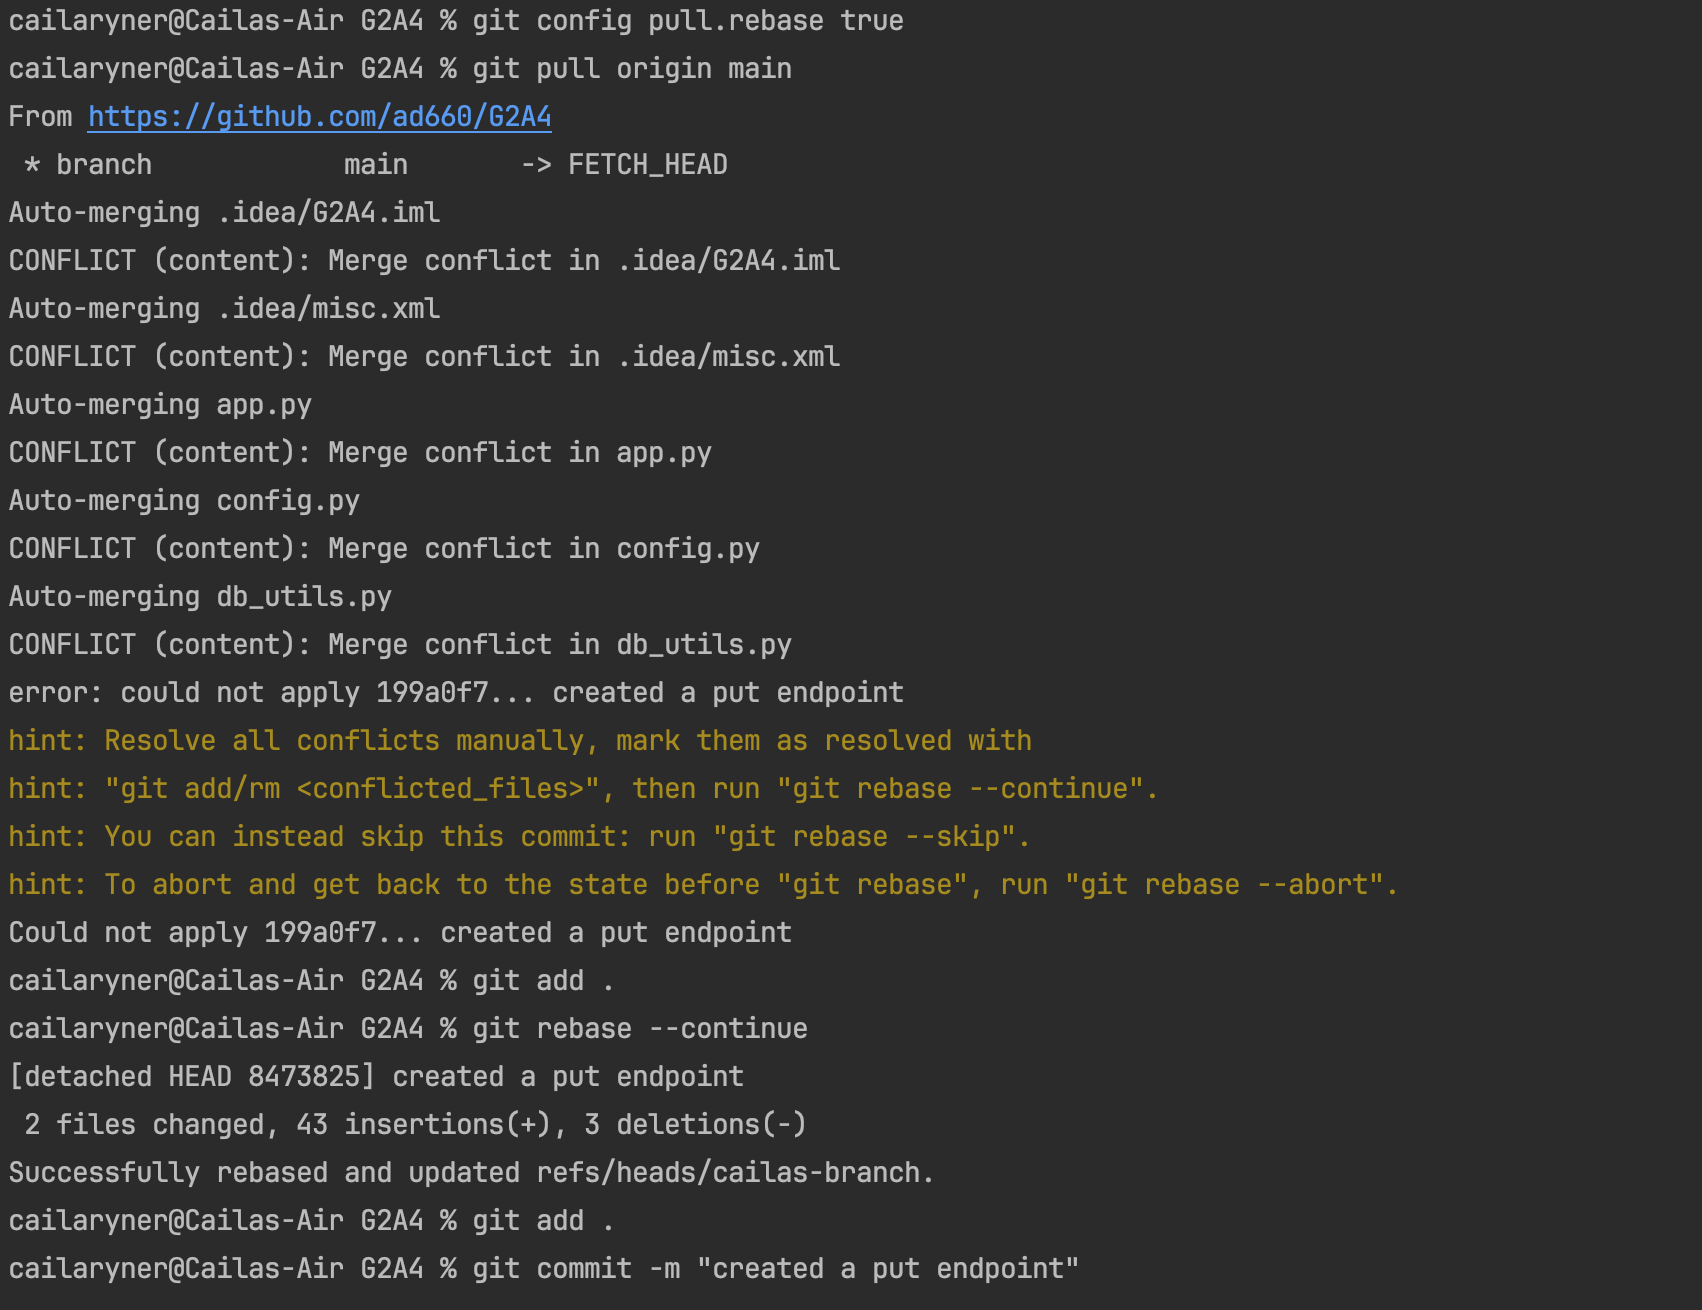 cailaryner@Cailas-Air G2A4 % git config pull.rebase true
cailaryner@Cailas-Air G2A4 % git pull origin main
From https://github.com/ad660/G2A4
 * branch            main       -> FETCH_HEAD
Auto-merging .idea/G2A4.iml
CONFLICT (content): Merge conflict in .idea/G2A4.iml
Auto-merging .idea/misc.xml
CONFLICT (content): Merge conflict in .idea/misc.xml
Auto-merging app.py
CONFLICT (content): Merge conflict in app.py
Auto-merging config.py
CONFLICT (content): Merge conflict in config.py
Auto-merging db_utils.py
CONFLICT (content): Merge conflict in db_utils.py
error: could not apply 199a0f7... created a put endpoint
hint: Resolve all conflicts manually, mark them as resolved with
hint: "git add/rm <conflicted_files>", then run "git rebase --continue".
hint: You can instead skip this commit: run "git rebase --skip".
hint: To abort and get back to the state before "git rebase", run "git rebase --abort".
Could not apply 199a0f7... created a put endpoint
cailaryner@Cailas-Air G2A4 % git add .
cailaryner@Cailas-Air G2A4 % git rebase --continue
[detached HEAD 8473825] created a put endpoint
 2 files changed, 43 insertions(+), 3 deletions(-)
Successfully rebased and updated refs/heads/cailas-branch.
cailaryner@Cailas-Air G2A4 % git add .
cailaryner@Cailas-Air G2A4 % git commit -m "created a put endpoint"